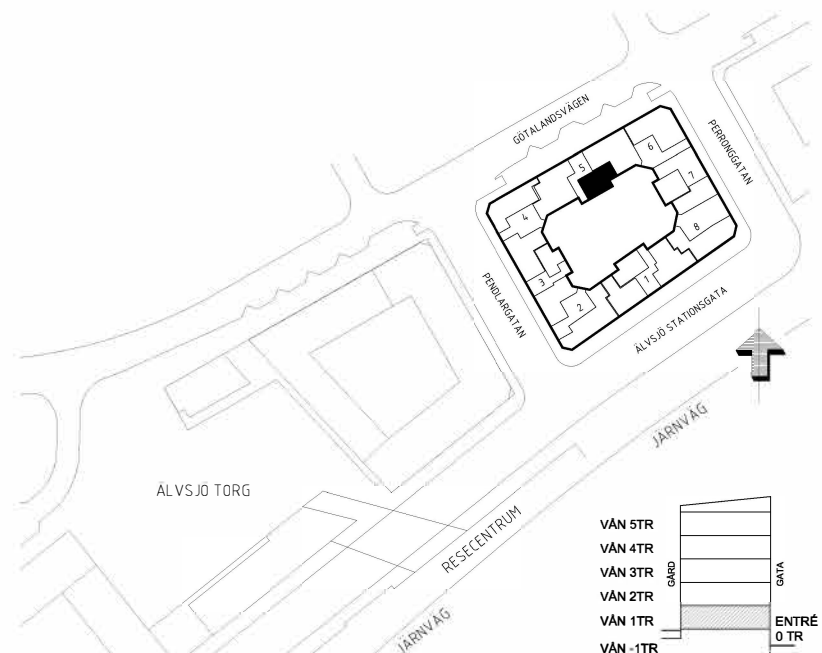 GÖTALANDSVÄGEN
PERRONGGATAN
6
5
7
4
8
3
1
2
PENDLARGATAN
ÄLVSJÖ STATIONSGATA
JÄRNVÄG
ÄLVSJÖ TORG
RESECENTRUM
JÄRNVÄG
VÅN 5TR
VÅN 4TR
VÅN 3TR
VÅN 2TR
VÅN 1TR
VÅN -1TR
GÅRD
GATA
ENTRÉ
0 TR